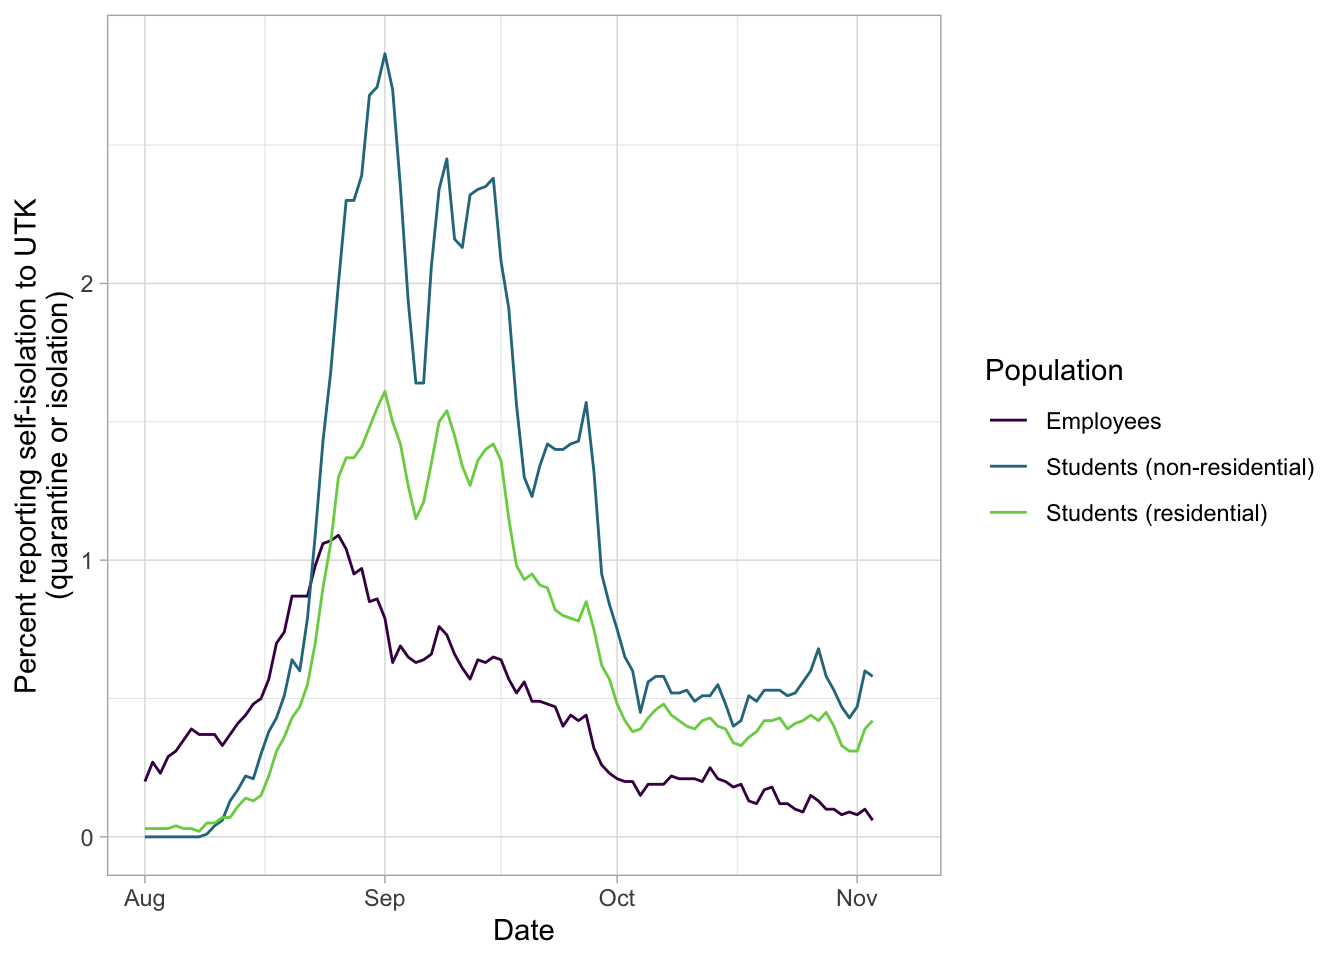 Percent reporting self-isolation to UTK
(quarantine or isolation)
2
1
0
Aug Sep Oct Nov
Date
Population
Employees
Students (non-residential)
Students (residential)